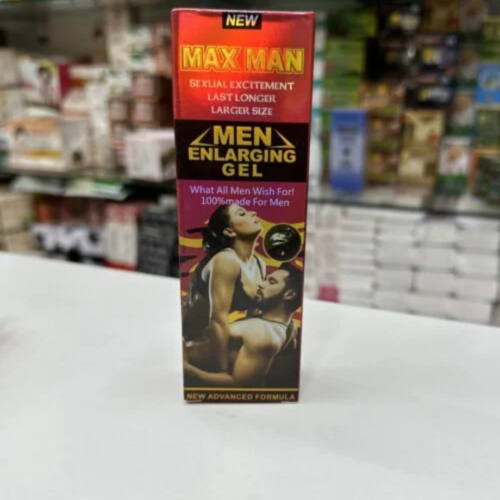 NEW
MAX MAN
SEXUAL EXCITEMENT
LAST LONGER
LARGER SIZE
MEN
ENLARGING
GEL
What All Men Wish For!
100%made For Men
NEW ADVANCED FORMULA